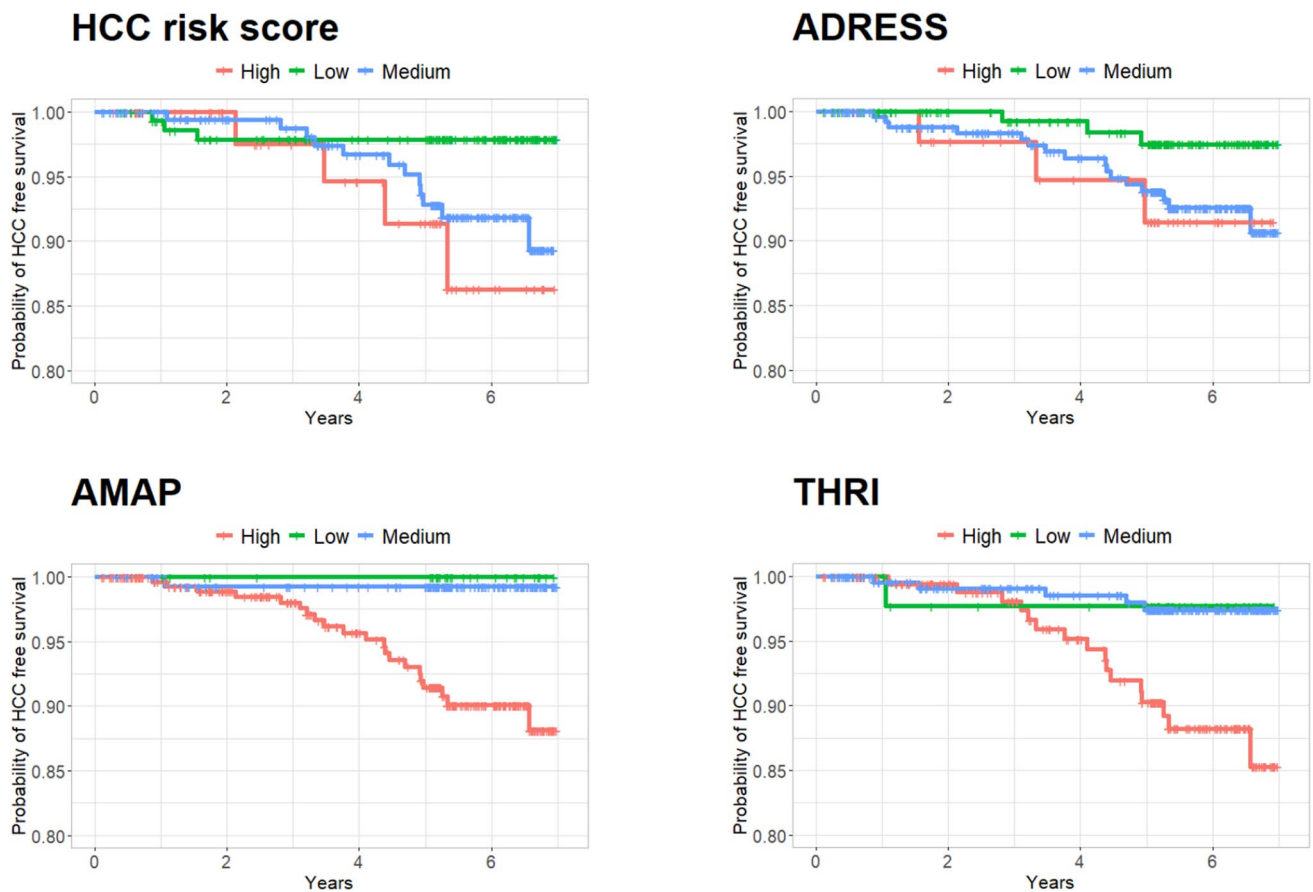 HCC risk score
High Low Medium
Probability of HCC free survival
1.00
0.95
0.90
0.85
0.80
0 2 4 6
Years
ADRESS
High Low Medium
Probability of HCC free survival
1.00
0.95
0.90
0.85
0.80
0 2 4 6
Years
AMAP
High Low Medium
Probability of HCC free survival
1.00
0.95
0.90
0.85
0.80
0 2 4 6
Years
THRI
High Low Medium
Probability of HCC free survival
1.00
0.95
0.90
0.85
0.80
0 2 4 6
Years